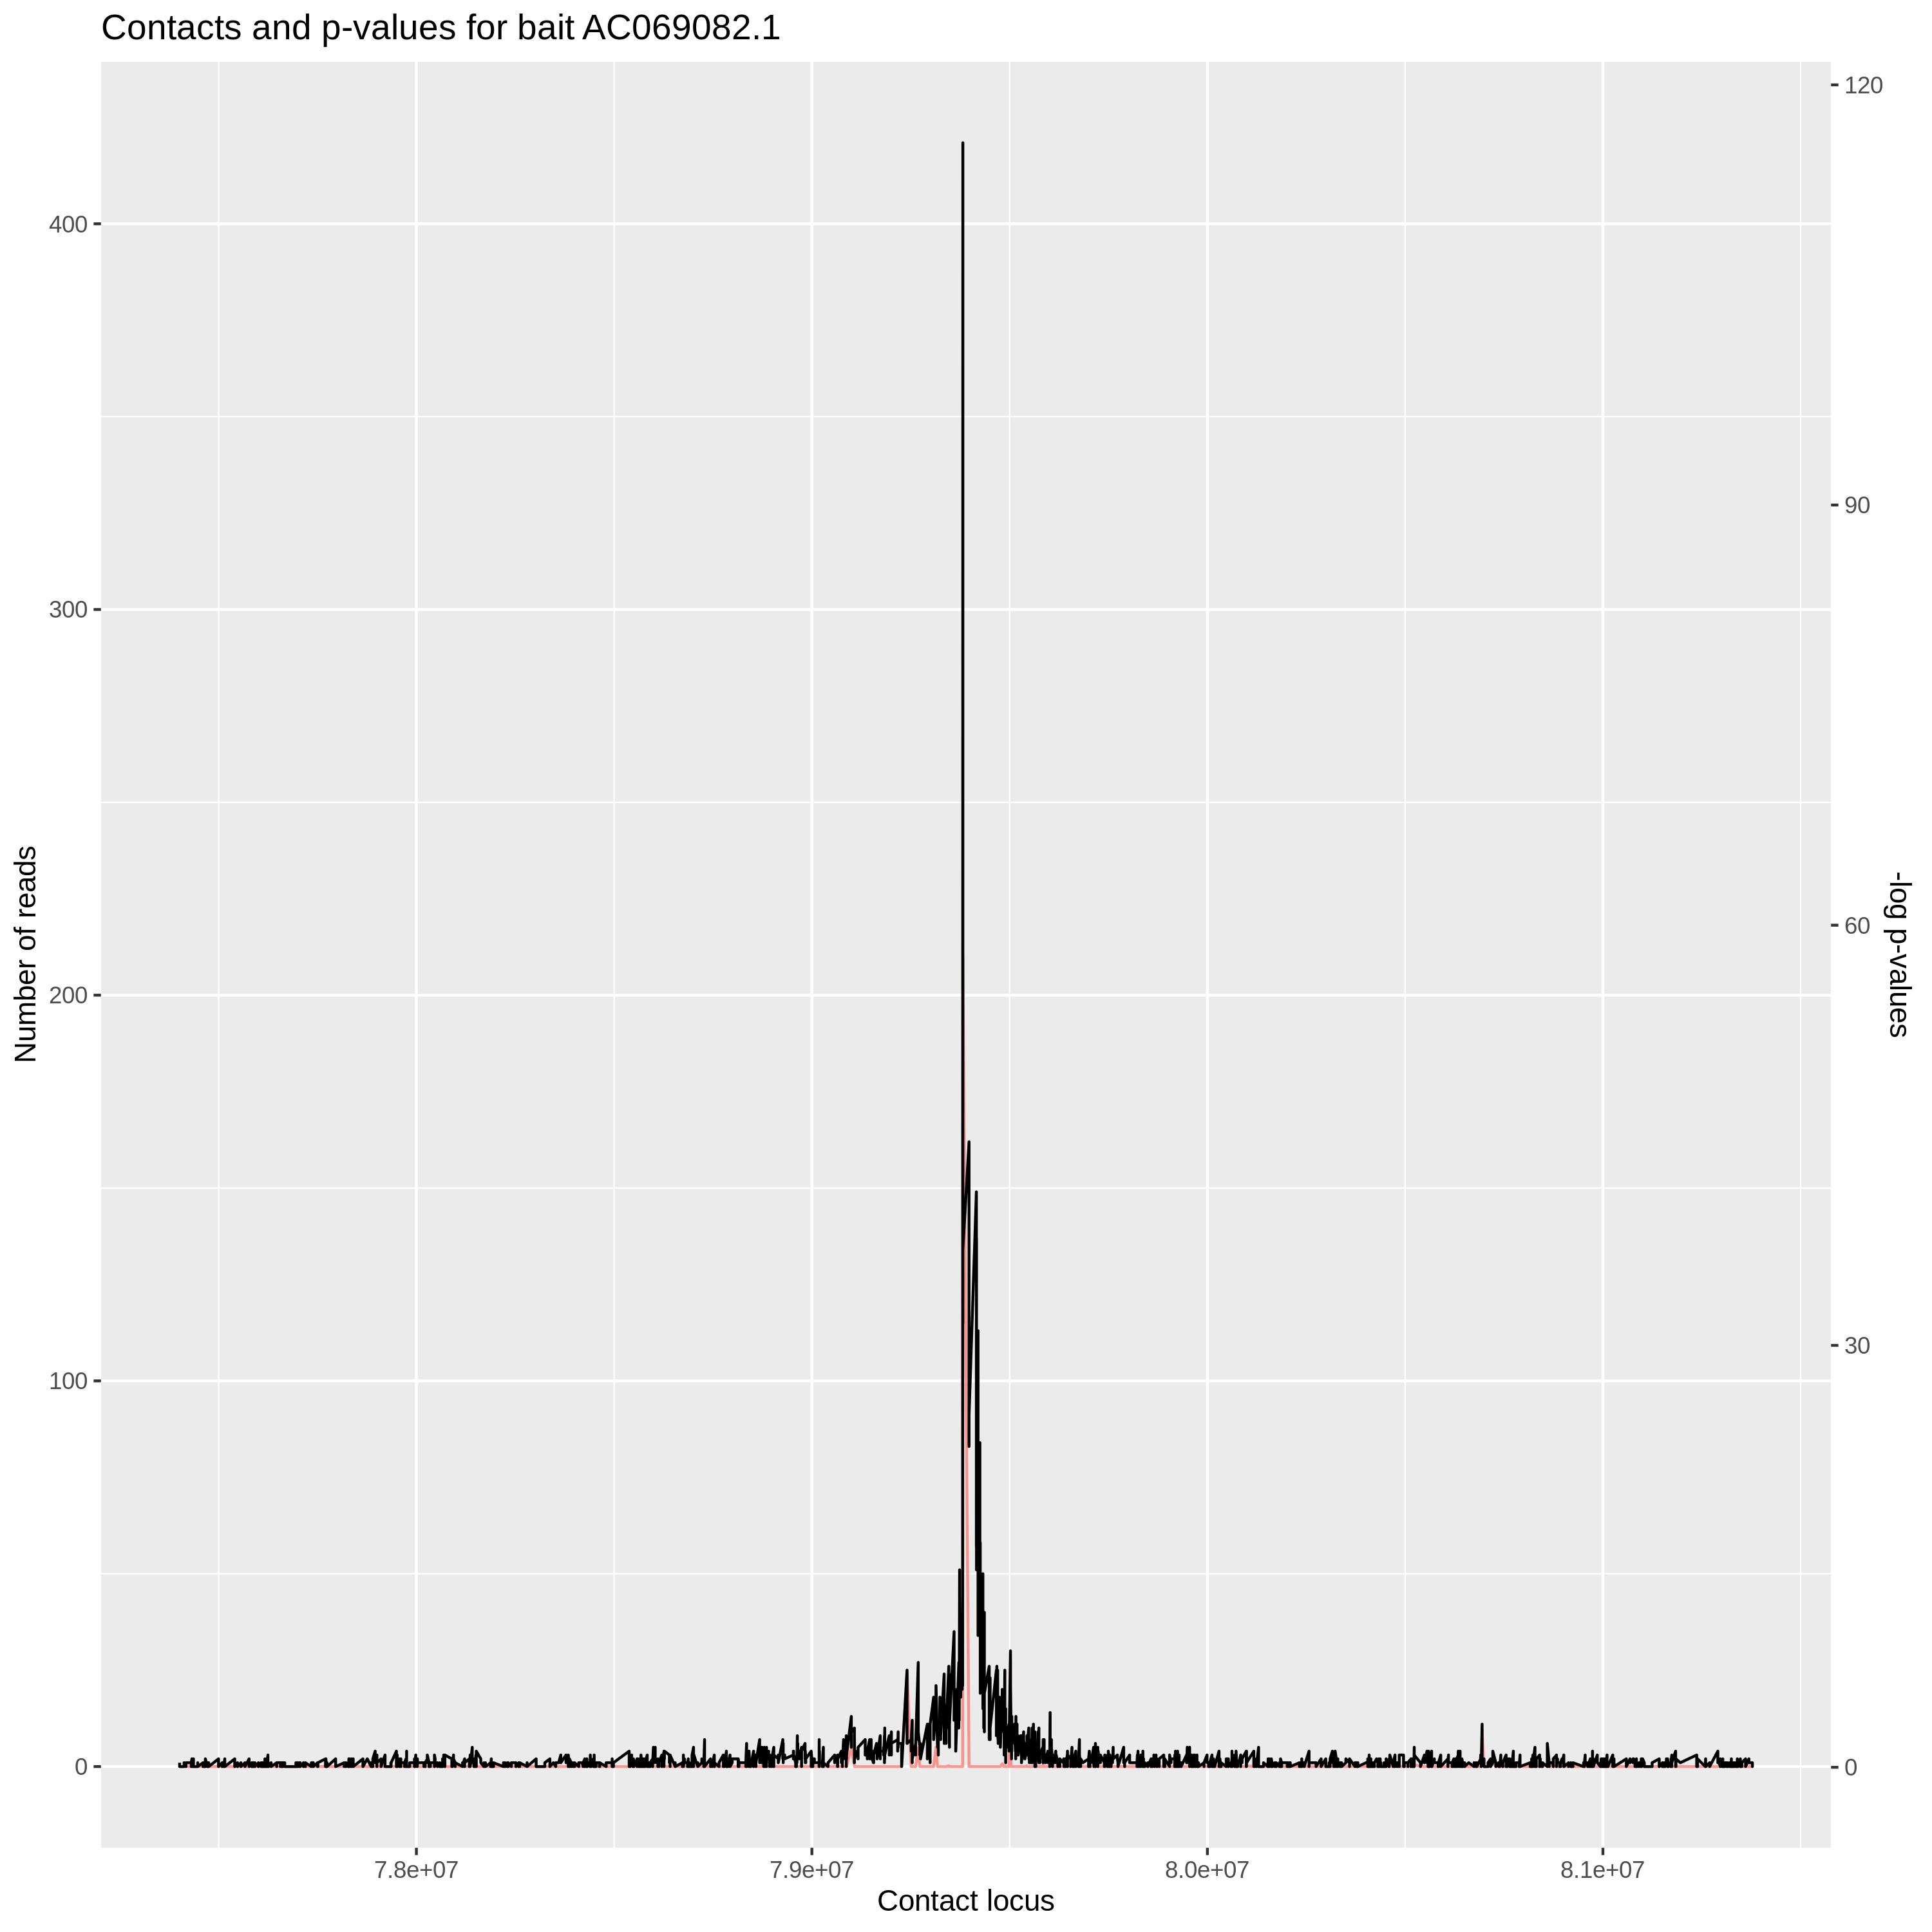 Contacts and p-values for bait AC069082.1
120
400
90
300
Number of reads
-log p-values
60
200
30
100
0
0
7.8e+07
7.9e+07
8.0e+07
8.1e+07
Contact locus